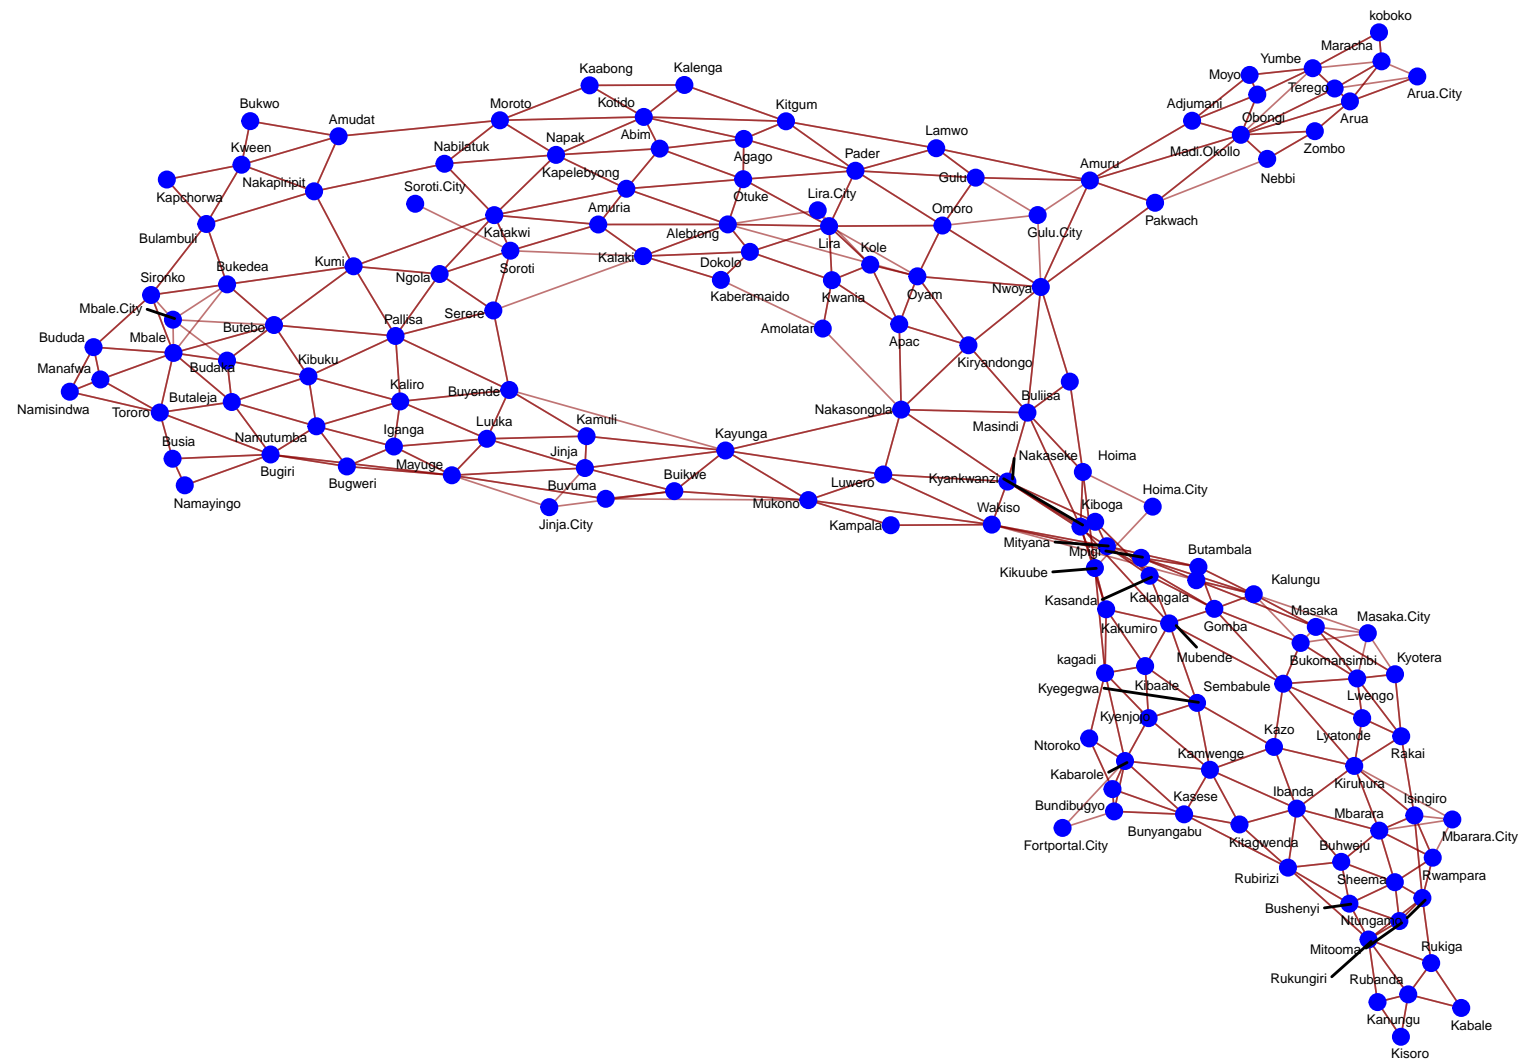 koboko
Yumbe
Maracha
Moyo
Terego
Arua.City
Kaabong
Kalenga
Adjumani
Obongi
Arua
Bukwo
Amudat
Moroto
Kotido
Kitgum
Lamwo
Madi.Okollo
Zombo
Kween
Nabilatuk
Napak
Abim
Agago
Pader
Amuru
Nebbi
Nakapiripit
Kapelebyong
Gulu
Kapchorwa
Soroti.City
Otuke
Lira.City
Pakwach
Bulambuli
Katakwi
Amuria
Alebtong
Lira
Omoro
Gulu.City
Kole
Sironko
Bukedea
Kumi
Ngola
Soroti
Kalaki
Dokolo
Kaberamaido
Kwania
Oyam
Nwoya
Mbale.City
Butebo
Pallisa
Serere
Amolatar
Apac
Kiryandongo
Bududa
Mbale
Budaka
Kibuku
Manafwa
Namisindwa
Tororo
Butaleja
Kaliro
Buyende
Nakasongola
Buliisa
Masindi
Busia
Namutumba
Iganga
Luuka
Kamuli
Kayunga
Bugiri
Bugweri
Mayuge
Jinja
Buikwe
Luwero
Kyankwanzi
Nakaseke
Hoima
Namayingo
Buvuma
Jinja.City
Mukono
Kampala
Wakiso
Kiboga
Hoima.City
Mityana
Mpigi
Butambala
Kikuube
Kasanda
Kalangala
Kalungu
Kakumiro
Gomba
Masaka
Masaka.City
kagadi
Mubende
Bukomansimbi
Kyotera
Kyegegwa
Kibaale
Sembabule
Lwengo
Kyenjojo
Kazo
Lyatonde
Rakai
Ntoroko
Kabarole
Kamwenge
Kiruhura
Bundibugyo
Kasese
Ibanda
Mbarara
Isingiro
Fortportal.City
Bunyangabu
Kitagwenda
Buhweju
Mbarara.City
Rubirizi
Sheema
Rwampara
Bushenyi
Ntungamo
Mitooma
Rukiga
Rukungiri
Rubanda
Kanungu
Kabale
Kisoro